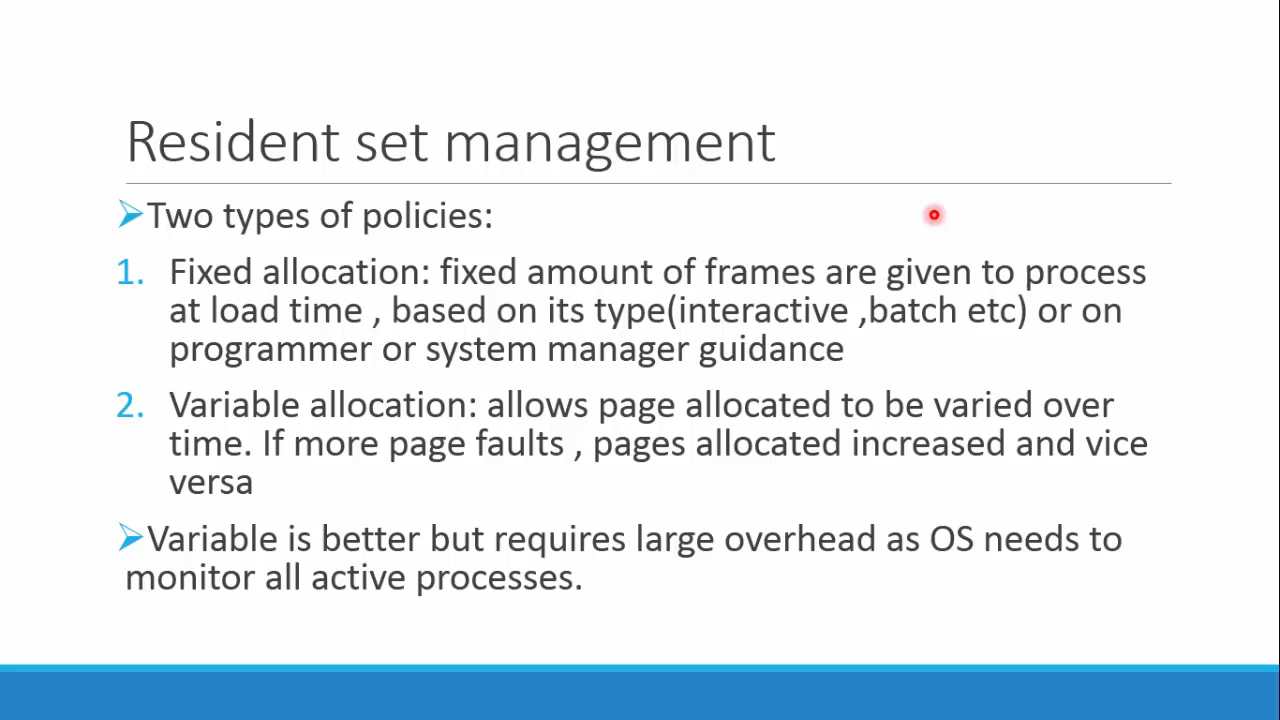 Resident set management
Two types of policies:
1. Fixed allocation: fixed amount of frames are given to process
at load time , based on its type(interactive ,batch etc) or on
programmer or system manager guidance
2. Variable allocation: allows page allocated to be varied over
time. If more page faults , pages allocated increased and vice
versa
Variable is better but requires large overhead as OS needs to
monitor all active processes.